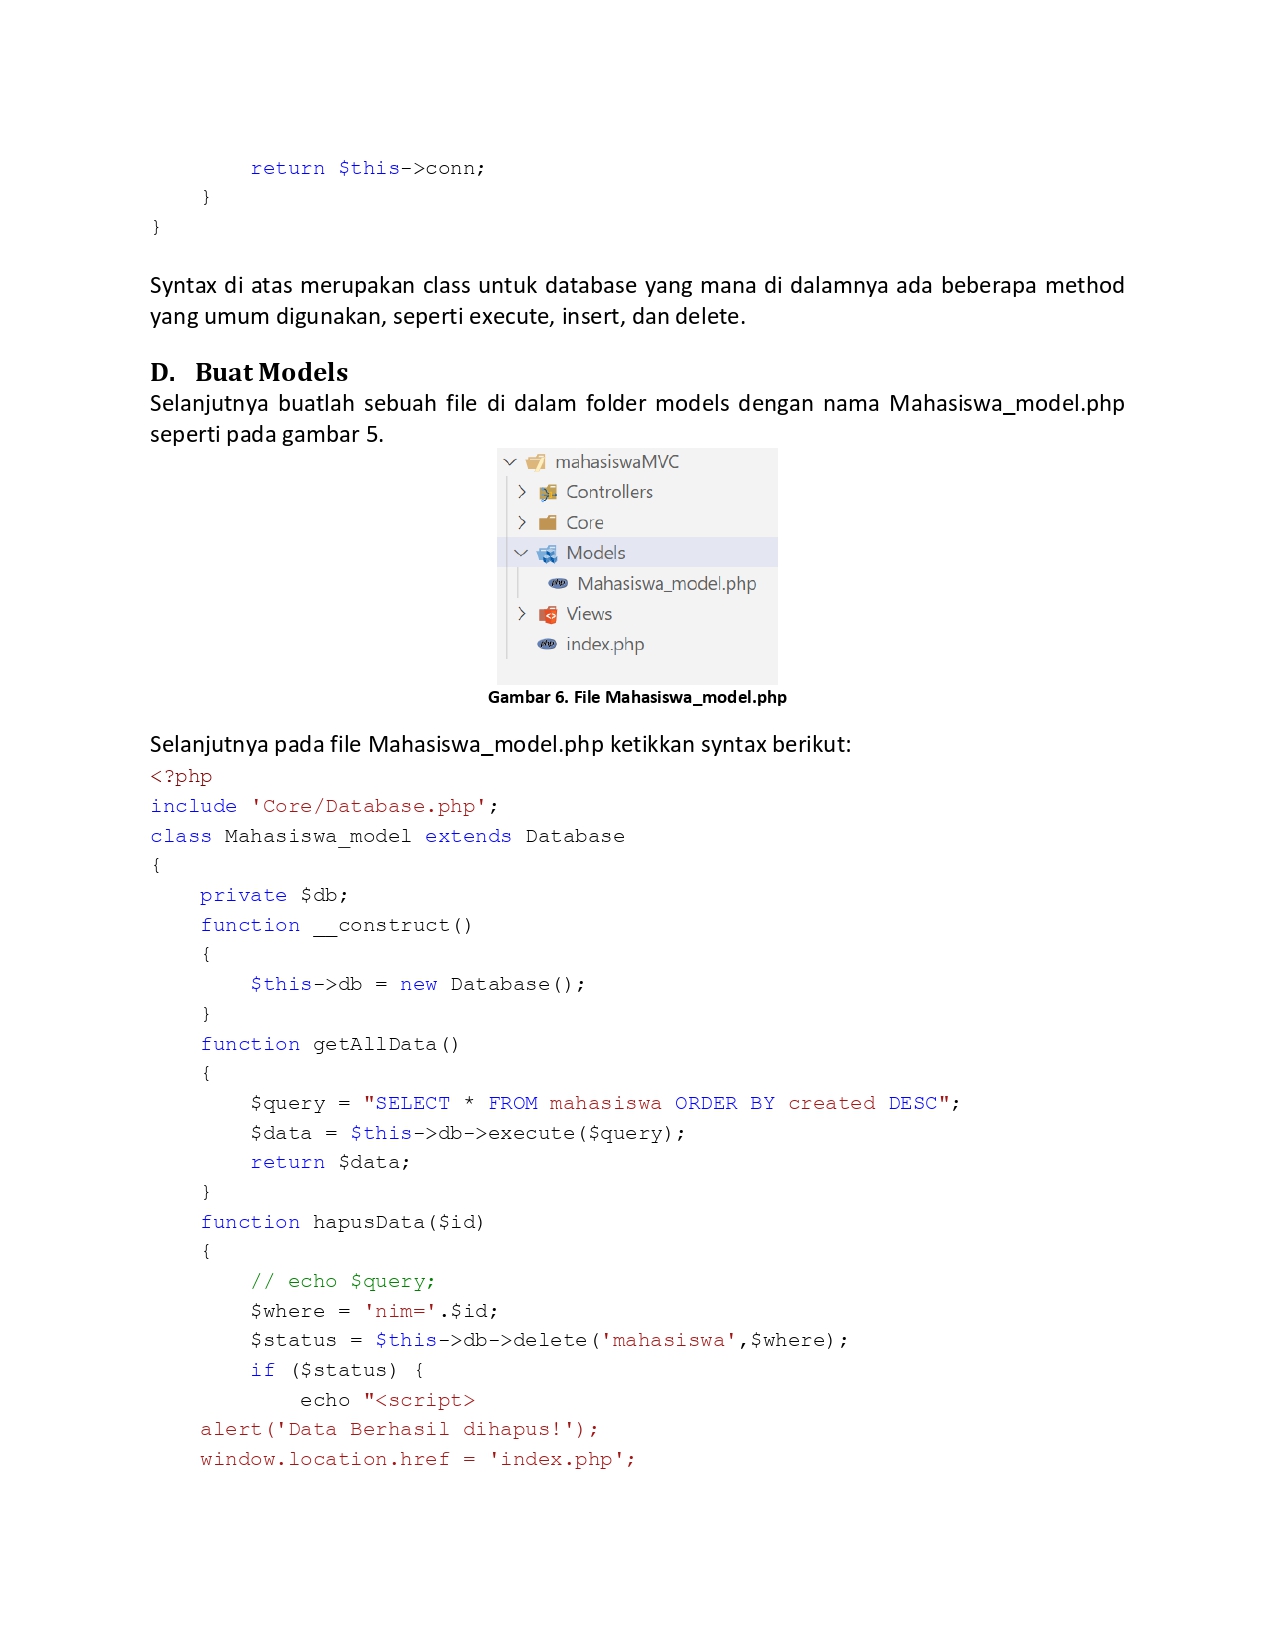 return $this->conn;
    }
}
Syntax di atas merupakan class untuk database yang mana di dalamnya ada beberapa method
yang umum digunakan, seperti execute, insert, dan delete.
D. Buat Models
Selanjutnya buatlah sebuah file di dalam folder models dengan nama Mahasiswa_model.php
seperti pada gambar 5.
mahasiswaMVC
Controllers
Core
Models
Mahasiswa_model.php
Views
index.php
Gambar 6. File Mahasiswa_model.php
Selanjutnya pada file Mahasiswa_model.php ketikkan syntax berikut:
<?php
include 'Core/Database.php';
class Mahasiswa_model extends Database
{
    private $db;
    function __construct()
    {
        $this->db = new Database();
    }
    function getAllData()
    {
        $query = "SELECT * FROM mahasiswa ORDER BY created DESC";
        $data = $this->db->execute($query);
        return $data;
    }
    function hapusData($id)
    {
        // echo $query;
        $where = 'nim='.$id;
        $status = $this->db->delete('mahasiswa',$where);
        if ($status) {
            echo "<script>
    alert('Data Berhasil dihapus!');
    window.location.href = 'index.php';